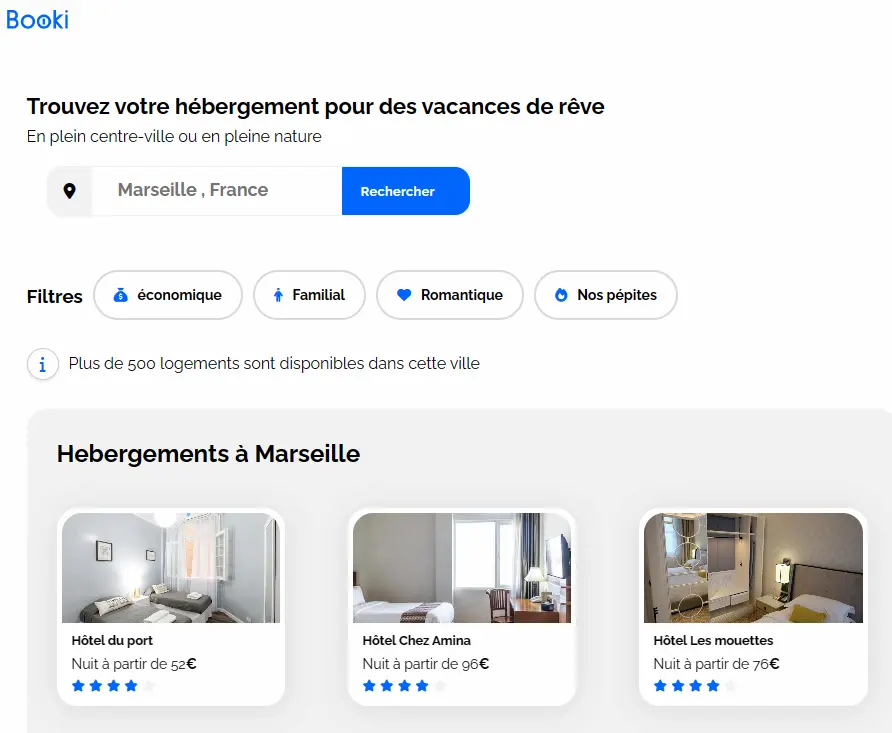 Booki
Trouvez votre hébergement pour des vacances de rêve
En plein centre-ville ou en pleine nature
Marseille , France
Rechercher
Filtres
économique
Familial
Romantique
Nos pépites
Plus de 500 logements sont disponibles dans cette ville
Hebergements à Marseille
Hôtel du port
Nuit à partir de 52€
Hôtel Chez Amina
Nuit à partir de 96€
Hôtel Les mouettes
Nuit à partir de 76€